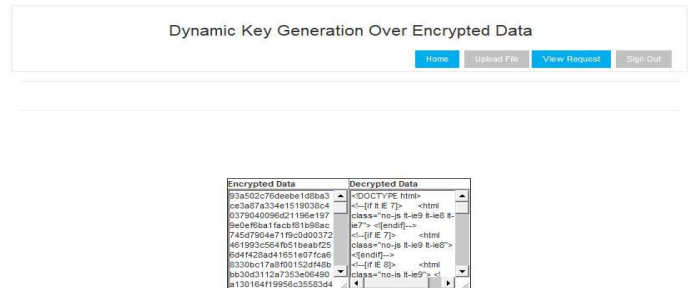 Dynamic Key Generation Over Encrypted Data
Home Upload File View Request Sign Out
Encrypted Data Decrypted Data
93a502c76deebe1d8ba3
ce3a87a334e1519038c4
0379040096d21196e197
9e0ef6ba1facbf81b98ac
745d7904e71f9c0d00372
461993c564fb51beabf25
6d4f428ad41651e07fca6
8330bc17a8f00152df48b
bb30d3112a7353e06490
a130164f19956c35583d4
<!DOCTYPE html>
<!--[if lt IE 7]> <html
class="no-js lt-ie9 lt-ie8 lt-
ie7"> <![endif]-->
<!--[if IE 7]> <html
class="no-js lt-ie9 lt-ie8">
<![endif]-->
<!--[if IE 8]> <html
class="no-js lt-ie9"> <!